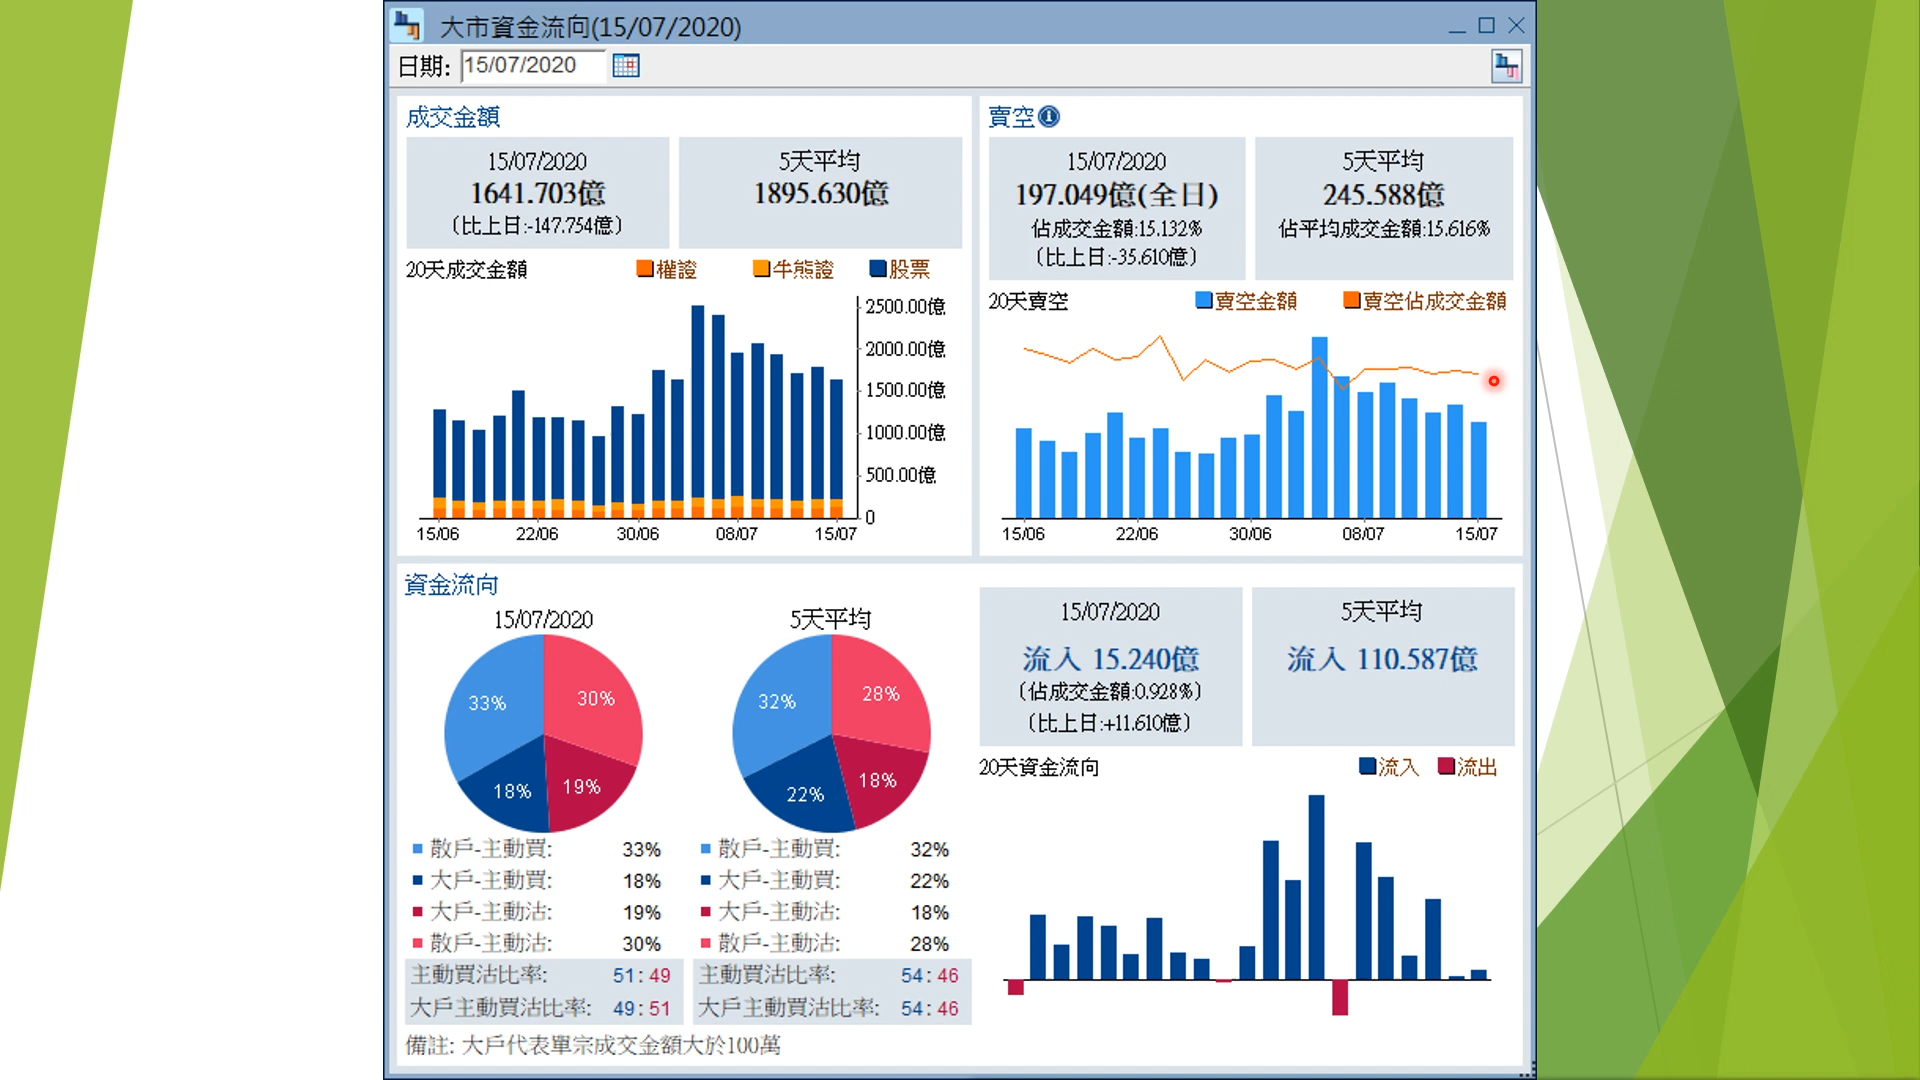 大市資金流向(15/07/2020)
日期: 15/07/2020
成交金額
15/07/2020
1641.703億
(比上日:-147.754億)
5天平均
1895.630億
20天成交金額 權證 牛熊證 股票
2500.00億
2000.00億
1500.00億
1000.00億
500.00億
0
15/06 22/06 30/06 08/07 15/07
賣空
15/07/2020
197.049億(全日)
佔成交金額:15.132%
(比上日:-35.610億)
5天平均
245.588億
佔平均成交金額:15.616%
20天賣空 賣空金額 賣空佔成交金額
15/06 22/06 30/06 08/07 15/07
資金流向
15/07/2020
33% 30%
18% 19%
散戶-主動買: 33%
大戶-主動買: 18%
大戶-主動沽: 19%
散戶-主動沽: 30%
主動買沽比率: 51:49
大戶主動買沽比率: 49:51
5天平均
32% 28%
22% 18%
散戶-主動買: 32%
大戶-主動買: 22%
大戶-主動沽: 18%
散戶-主動沽: 28%
主動買沽比率: 54:46
大戶主動買沽比率: 54:46
備註: 大戶代表單宗成交金額大於100萬
15/07/2020
流入 15.240億
(佔成交金額:0.928%)
(比上日:+11.610億)
5天平均
流入 110.587億
20天資金流向 流入 流出